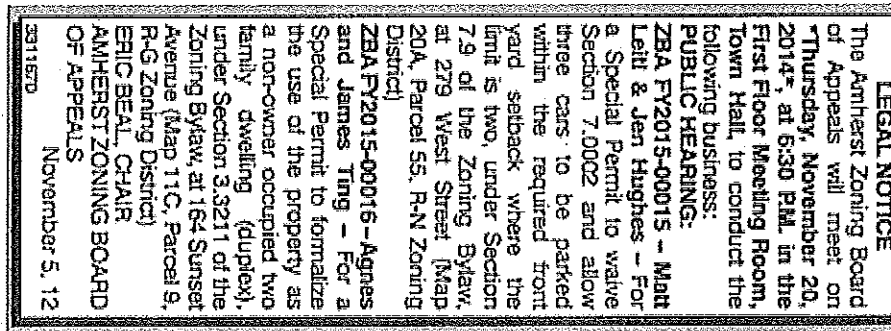 LEGAL NOTICE
The Amherst Zoning Board
of Appeals will meet on
*Thursday, November 20,
2014*, at 6:30 P.M. in the
First Floor Meeting Room,
Town Hall, to conduct the
following business:
PUBLIC HEARING:
ZBA FY2015-00015 – Matt
Leitl & Jen Hughes – For
a Special Permit to waive
Section 7.0002 and allow
three cars to be parked
within the required front
yard setback where the
limit is two, under Section
7.9 of the Zoning Bylaw,
at 279 West Street (Map
20A, Parcel 55, R-N Zoning
District)
ZBA FY2015-00016 – Agnes
and James Ting – For a
Special Permit to formalize
the use of the property as
a non-owner occupied two
family dwelling (duplex),
under Section 3.3211 of the
Zoning Bylaw, at 164 Sunset
Avenue (Map 11C, Parcel 9,
R-G Zoning District)
ERIC BEAL, CHAIR
AMHERST ZONING BOARD
OF APPEALS
November 5, 12
3311670